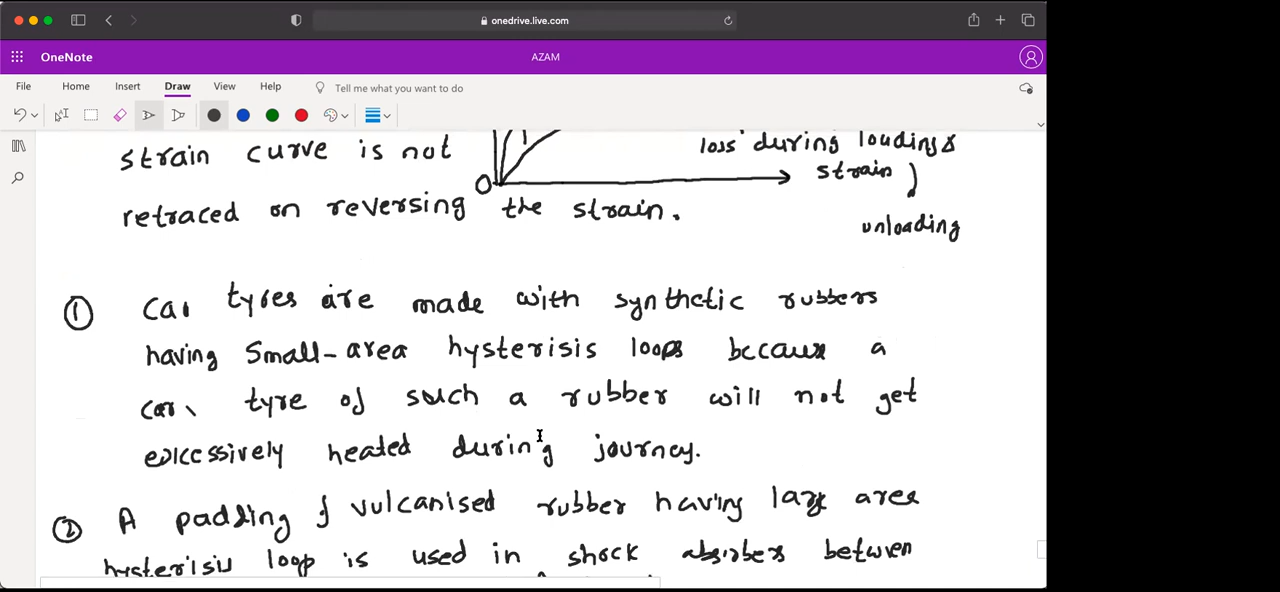 onedrive.live.com
OneNote
AZAM
File Home Insert Draw View Help Tell me what you want to do
loss during loading &
strain curve is not
strain
O
retraced on reversing the strain.
unloading
① Car tyres are made with synthetic rubbers
having Small-area hysterisis loops because a
car tyre of such a rubber will not get
excessively heated during journey.
② A padding of vulcanised rubber having large area
hysterisis loop is used in shock absorbers between